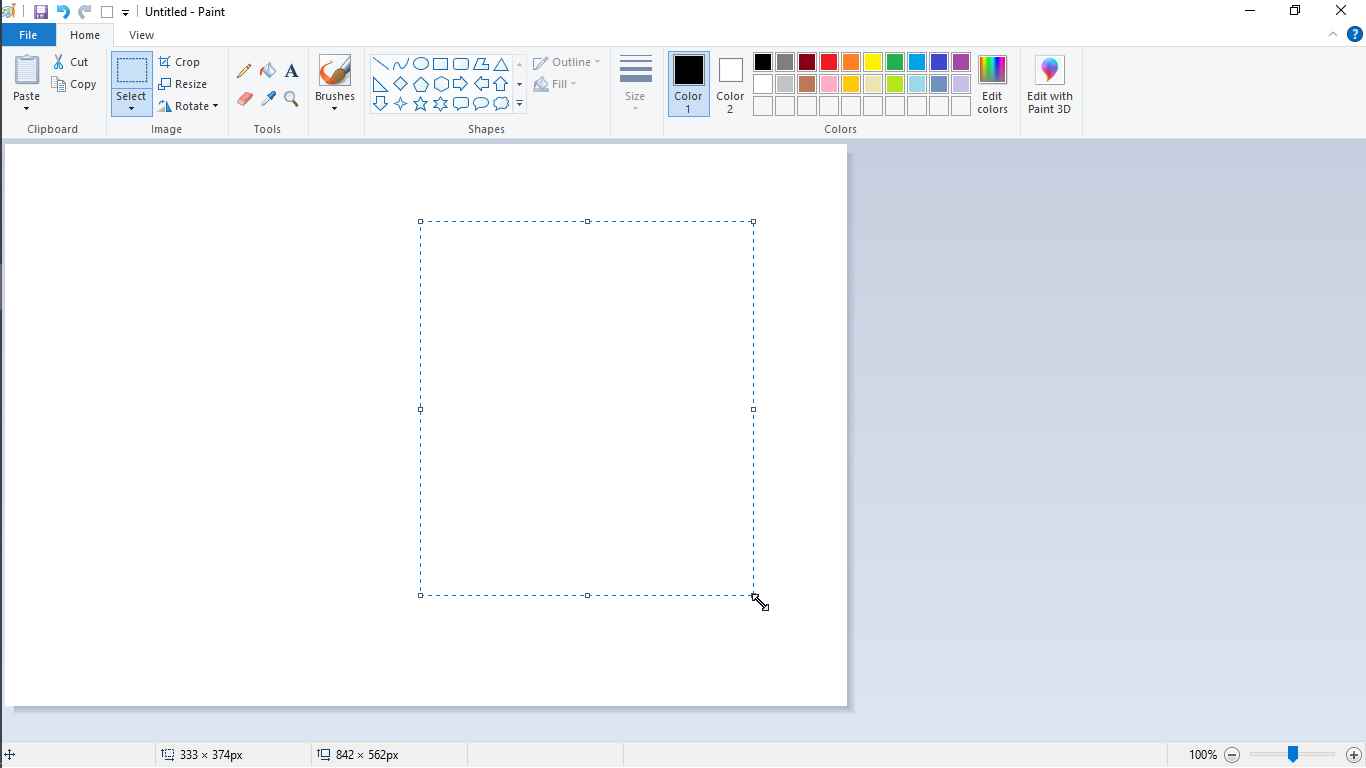 Untitled - Paint
File Home View
Paste
Cut
Copy
Clipboard
Select
Crop
Resize
Rotate
Image
A
Tools
Brushes
Outline
Fill
Shapes
Size
Color 1
Color 2
Edit colors
Colors
Edit with Paint 3D
333 × 374px
842 × 562px
100%